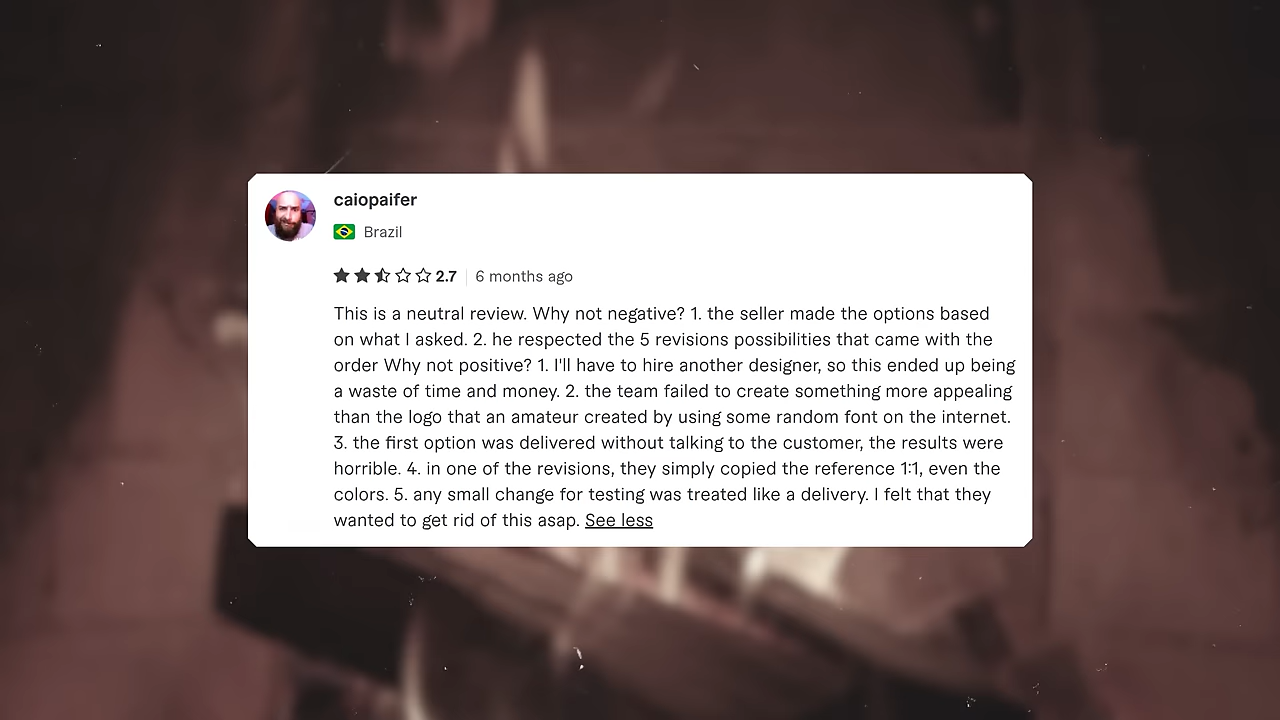 caiopaifer
Brazil
2.7
6 months ago
This is a neutral review. Why not negative? 1. the seller made the options based
on what I asked. 2. he respected the 5 revisions possibilities that came with the
order Why not positive? 1. I'll have to hire another designer, so this ended up being
a waste of time and money. 2. the team failed to create something more appealing
than the logo that an amateur created by using some random font on the internet.
3. the first option was delivered without talking to the customer, the results were
horrible. 4. in one of the revisions, they simply copied the reference 1:1, even the
colors. 5. any small change for testing was treated like a delivery. I felt that they
wanted to get rid of this asap. See less